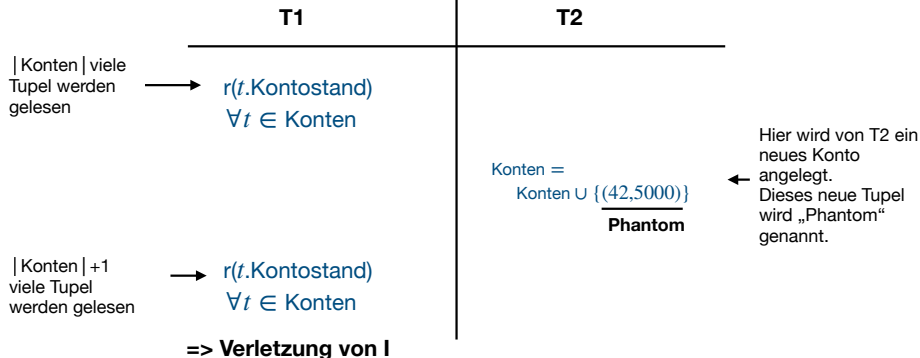 T1
T2
|Konten| viele
Tupel werden
gelesen
r(t.Kontostand)
∀t ∈ Konten
Konten =
Konten ∪ {(42,5000)}
Phantom
Hier wird von T2 ein
neues Konto
angelegt.
Dieses neue Tupel
wird „Phantom“
genannt.
|Konten| +1
viele Tupel
werden gelesen
r(t.Kontostand)
∀t ∈ Konten
=> Verletzung von I